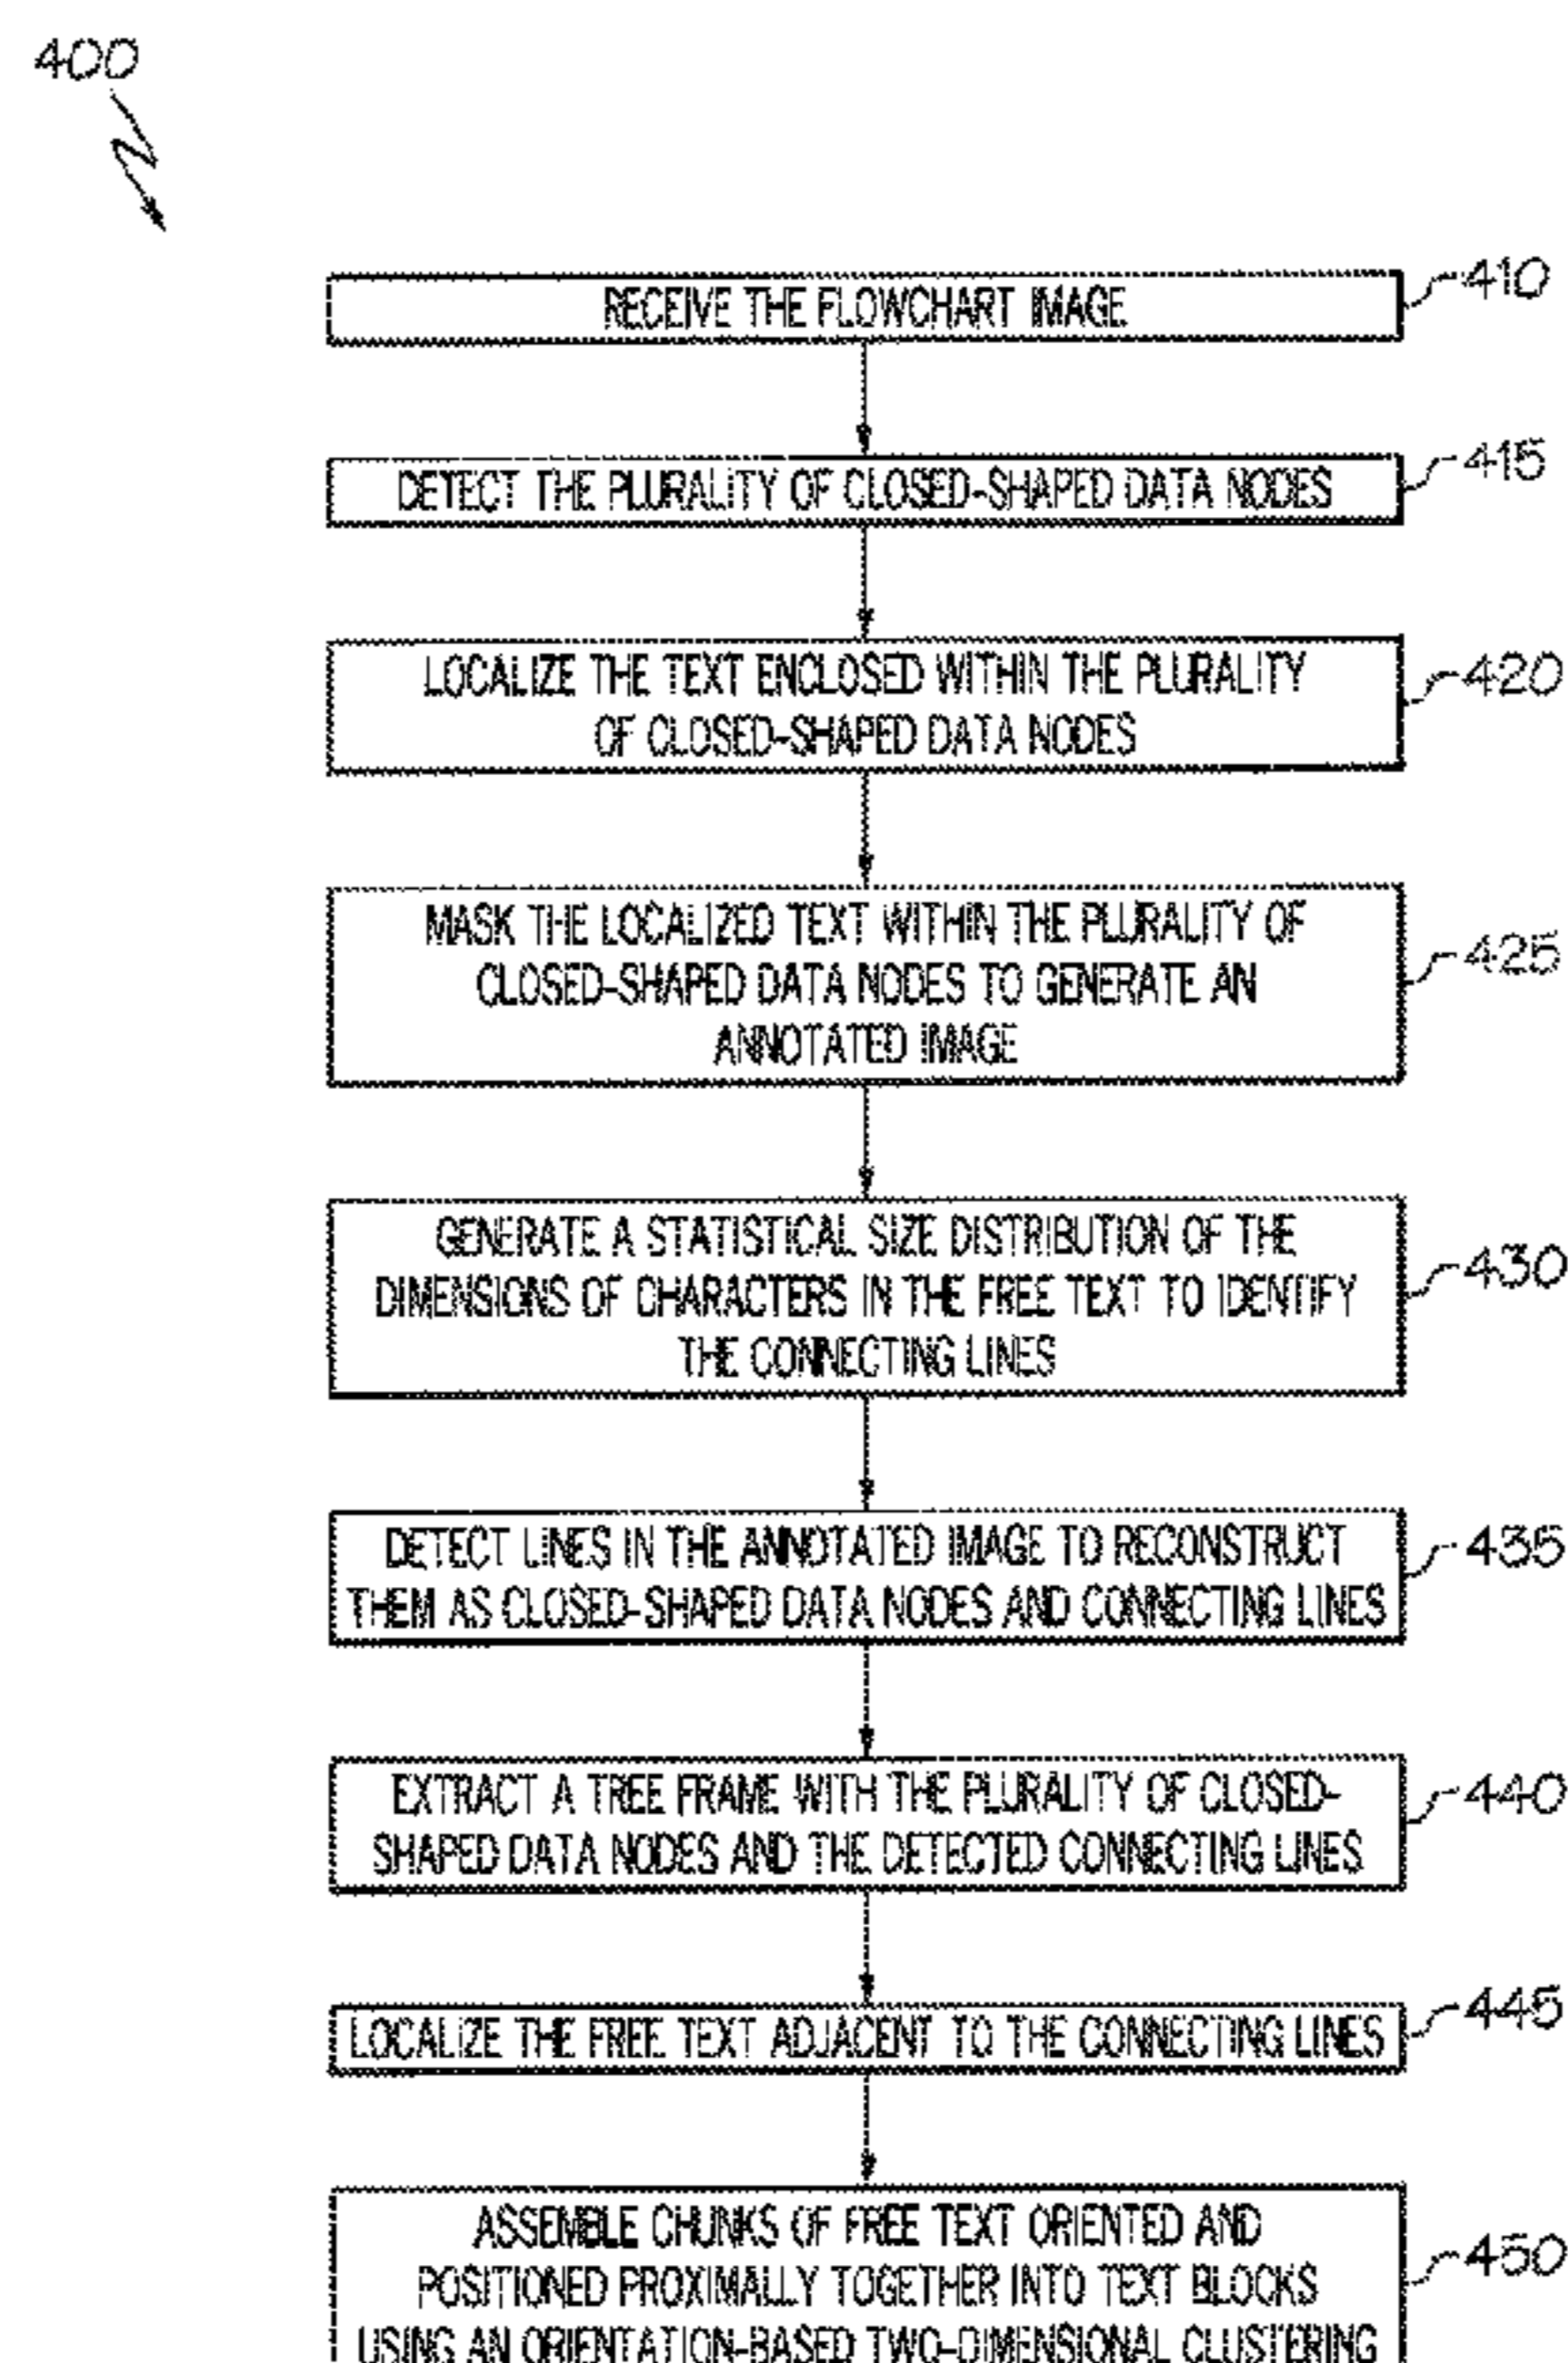 400
RECEIVE THE FLOWCHART IMAGE
410
DETECT THE PLURALITY OF CLOSED-SHAPED DATA NODES
415
LOCALIZE THE TEXT ENCLOSED WITHIN THE PLURALITY
OF CLOSED-SHAPED DATA NODES
420
MASK THE LOCALIZED TEXT WITHIN THE PLURALITY OF
CLOSED-SHAPED DATA NODES TO GENERATE AN
ANNOTATED IMAGE
425
GENERATE A STATISTICAL SIZE DISTRIBUTION OF THE
DIMENSIONS OF CHARACTERS IN THE FREE TEXT TO IDENTIFY
THE CONNECTING LINES
430
DETECT LINES IN THE ANNOTATED IMAGE TO RECONSTRUCT
THEM AS CLOSED-SHAPED DATA NODES AND CONNECTING LINES
435
EXTRACT A TREE FRAME WITH THE PLURALITY OF CLOSED-
SHAPED DATA NODES AND THE DETECTED CONNECTING LINES
440
LOCALIZE THE FREE TEXT ADJACENT TO THE CONNECTING LINES
445
ASSEMBLE CHUNKS OF FREE TEXT ORIENTED AND
POSITIONED PROXIMALLY TOGETHER INTO TEXT BLOCKS
USING AN ORIENTATION-BASED TWO-DIMENSIONAL CLUSTERING
450